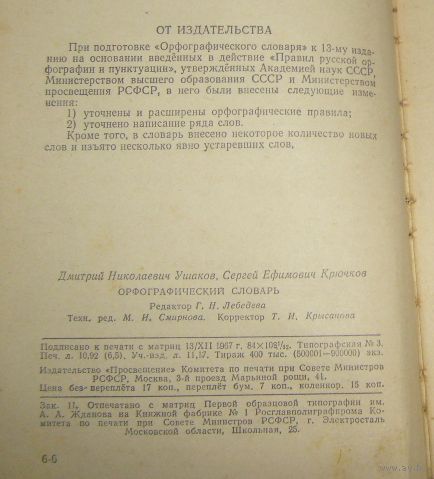 ОТ ИЗДАТЕЛЬСТВА
При подготовке «Орфографического словаря» к 13-му изда-
нию на основании введённых в действие «Правил русской ор-
фографии и пунктуации», утверждённых Академией наук СССР,
Министерством высшего образования СССР и Министерством
просвещения РСФСР, в него были внесены следующие изме-
нения:
1) уточнены и расширены орфографические правила;
2) уточнено написание ряда слов.
Кроме того, в словарь внесено некоторое количество новых
слов и изъято несколько явно устаревших слов.
Дмитрий Николаевич Ушаков, Сергей Ефимович Крючков
ОРФОГРАФИЧЕСКИЙ СЛОВАРЬ
Редактор Г. Н. Лебедева
Техн. ред. М. И. Смирнова. Корректор Т. И. Крысанова
Подписано к печати с матриц 13/XII 1967 г. 84×108¹/₃₂. Типографская № 3.
Печ. л. 10,92 (6,5). Уч.-изд. л. 11,17. Тираж 400 тыс. (500001—900000) экз.
Издательство «Просвещение» Комитета по печати при Совете Министров
РСФСР, Москва, 3-й проезд Марьиной рощи, 41.
Цена без переплёта 17 коп., переплёт бум. 7 коп., коленкор. 15 коп.
Зак. 11. Отпечатано с матриц Первой образцовой типографии им.
А. А. Жданова на Книжной фабрике № 1 Росглавполиграфпрома Ко-
митета по печати при Совете Министров РСФСР, г. Электросталь
Московской области, Школьная, 25.
6-6